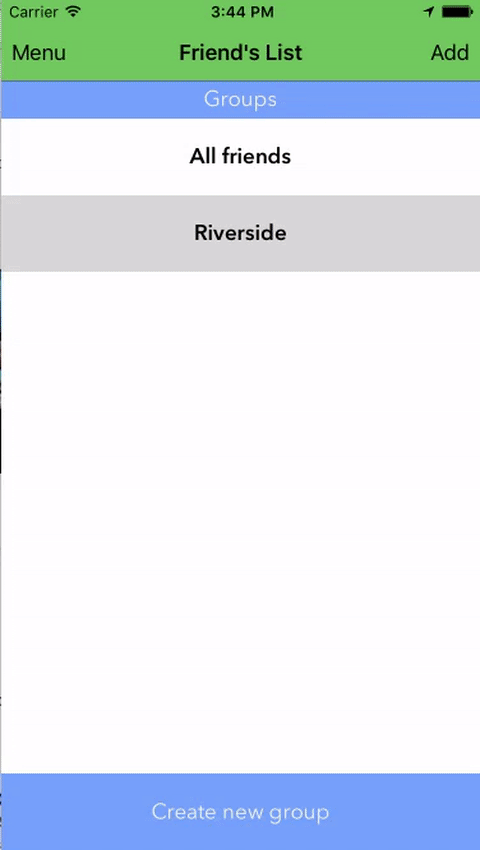 Carrier 3:44 PM
Menu Friend's List Add
Groups
All friends
Riverside
Create new group